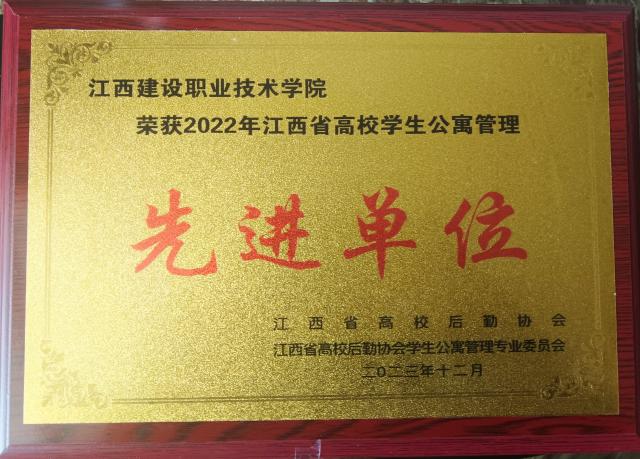 江西建设职业技术学院
荣获2022年江西省高校学生公寓管理
先进单位
江西省高校后勤协会
江西省高校后勤协会学生公寓管理专业委员会
二〇二三年十二月